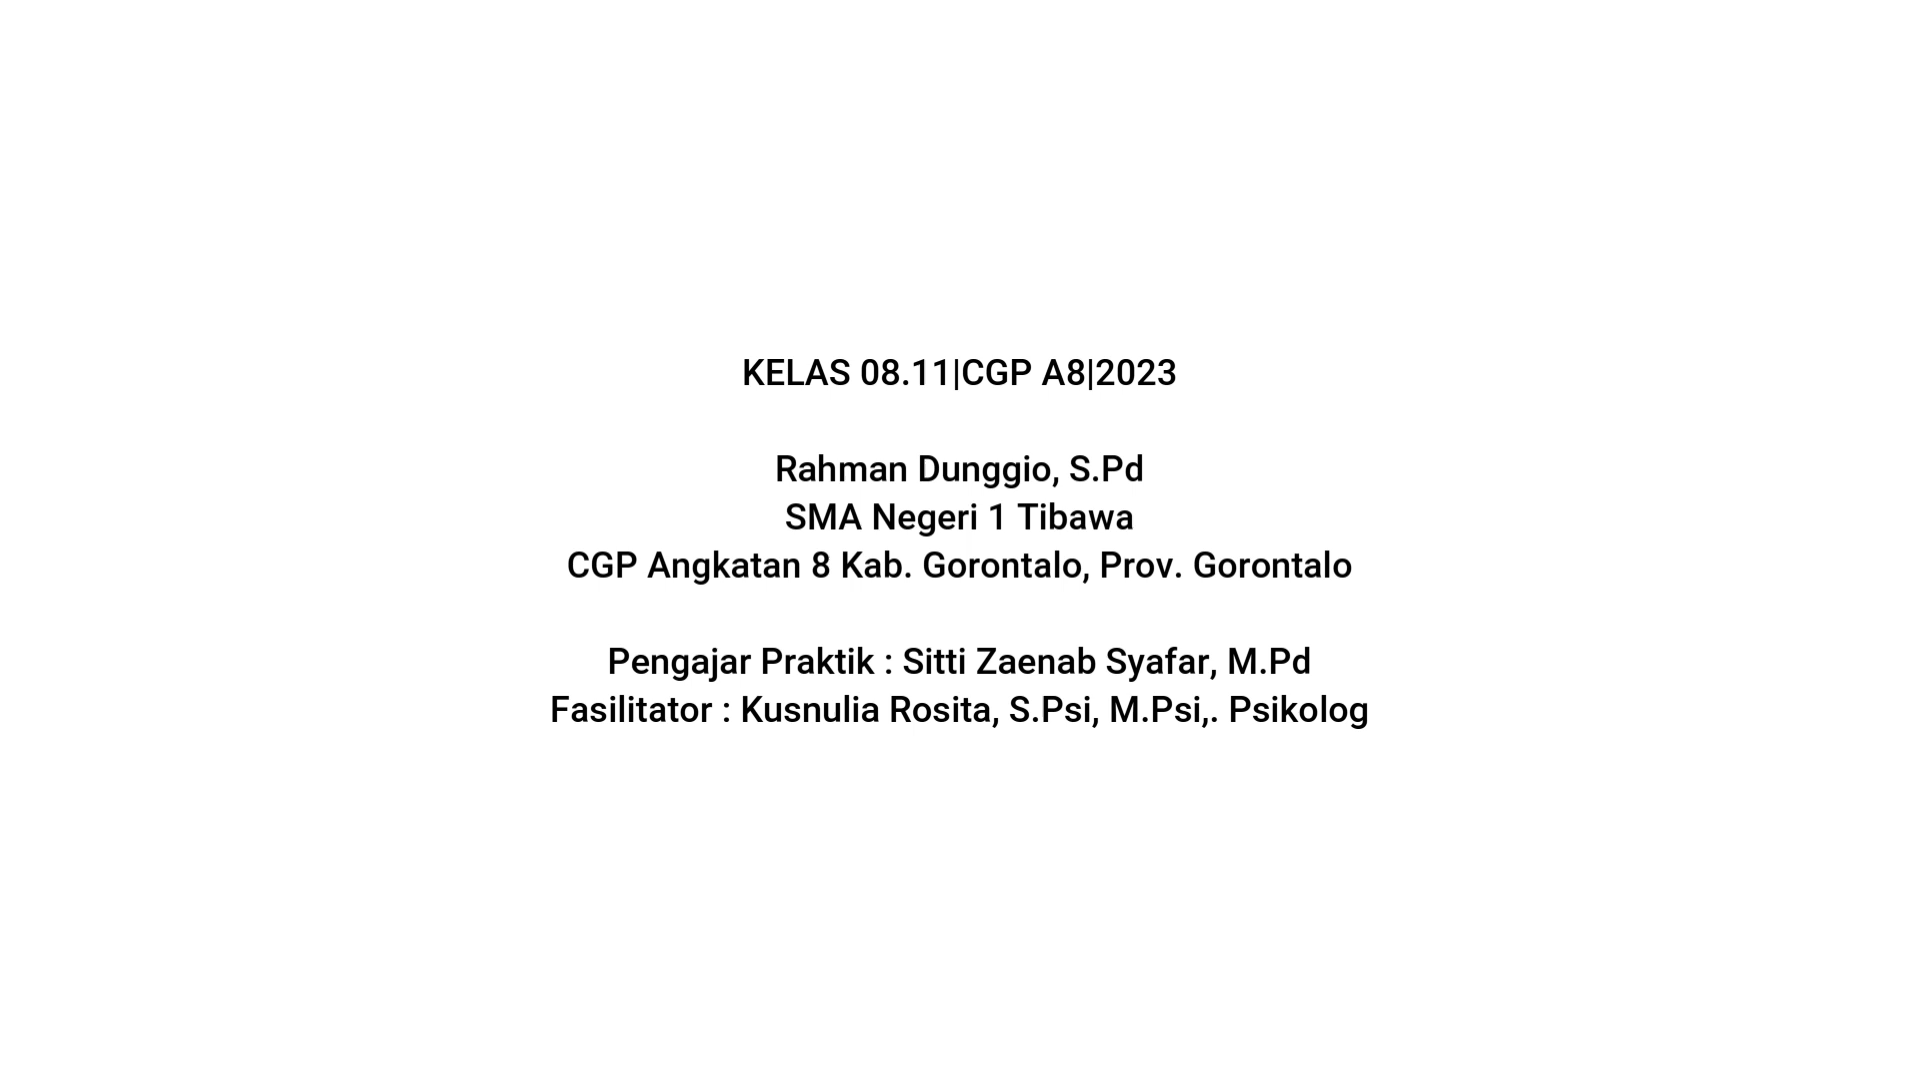 KELAS 08.11|CGP A8|2023
Rahman Dunggio, S.Pd
SMA Negeri 1 Tibawa
CGP Angkatan 8 Kab. Gorontalo, Prov. Gorontalo
Pengajar Praktik : Sitti Zaenab Syafar, M.Pd
Fasilitator : Kusnulia Rosita, S.Psi, M.Psi,. Psikolog